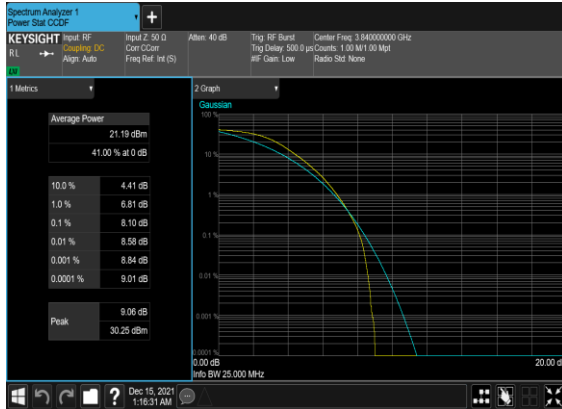 Spectrum Analyzer 1
Power Stat CCDF
+
KEYSIGHT
RL
LU
Input: RF
Coupling: DC
Align: Auto
Input Z: 50 Ω
Corr CCorr
Freq Ref: Int (S)
Atten: 40 dB
Trig: RF Burst
Trig Delay: 500.0 µs
#IF Gain: Low
Center Freq: 3.840000000 GHz
Counts: 1.00 M/1.00 Mpt
Radio Std: None
1 Metrics
Average Power
21.19 dBm
41.00 % at 0 dB
10.0 % 4.41 dB
1.0 % 6.81 dB
0.1 % 8.10 dB
0.01 % 8.58 dB
0.001 % 8.84 dB
0.0001 % 9.01 dB
Peak
9.06 dB
30.25 dBm
2 Graph
Gaussian
100 %
10 %
1 %
0.1 %
0.01 %
0.001 %
0.0001 %
0.00 dB
20.00 d
Info BW 25.000 MHz
?
Dec 15, 2021
1:16:31 AM